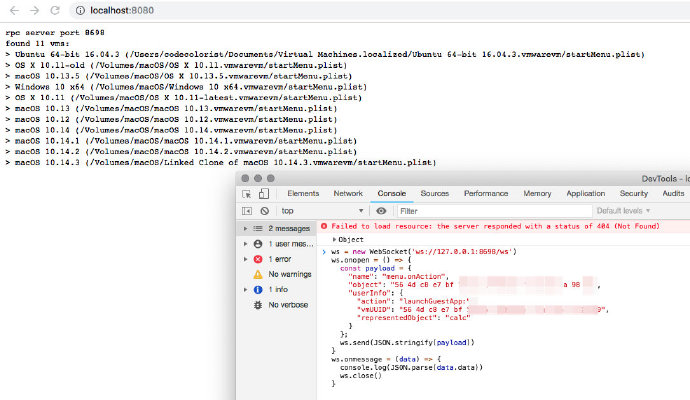 localhost:8080
rpc server port 8698
found 11 vms:
> Ubuntu 64-bit 16.04.3 (/Users/codecolorist/Documents/Virtual Machines.localized/Ubuntu 64-bit 16.04.3.vmwarevm/startMenu.plist)
> OS X 10.11-old (/Volumes/macOS/OS X 10.11.vmwarevm/startMenu.plist)
> macOS 10.13.5 (/Volumes/macOS/macOS 10.13.5.vmwarevm/startMenu.plist)
> Windows 10 x64 (/Volumes/macOS/Windows 10 x64.vmwarevm/startMenu.plist)
> OS X 10.11 (/Volumes/macOS/OS X 10.11-latest.vmwarevm/startMenu.plist)
> macOS 10.13 (/Volumes/macOS/macOS 10.13.vmwarevm/startMenu.plist)
> macOS 10.12 (/Volumes/macOS/macOS 10.12.vmwarevm/startMenu.plist)
> macOS 10.14 (/Volumes/macOS/macOS 10.14.vmwarevm/startMenu.plist)
> macOS 10.14.1 (/Volumes/macOS/macOS 10.14.1.vmwarevm/startMenu.plist)
> macOS 10.14.2 (/Volumes/macOS/macOS 10.14.2.vmwarevm/startMenu.plist)
> macOS 10.14.3 (/Volumes/macOS/Linked Clone of macOS 10.14.3.vmwarevm/startMenu.plist)
DevTools - lo
Elements Network Console Sources Performance Memory Application Security Audits
top Filter Default levels
2 messages
1 user mes...
1 error
No warnings
1 info
No verbose
Failed to load resource: the server responded with a status of 404 (Not Found)
Object
> ws = new WebSocket('ws://127.0.0.1:8698/ws')
ws.onopen = () => {
const payload = {
"name": "menu.onAction",
"object": "56 4d c8 e7 bf
"userInfo": {
"action": "launchGuestApp:"
"vmUUID": "56 4d c8 e7 bf
"representedObject": "calc"
}
};
ws.send(JSON.stringify(payload))
}
ws.onmessage = (data) => {
console.log(JSON.parse(data.data))
ws.close()
}